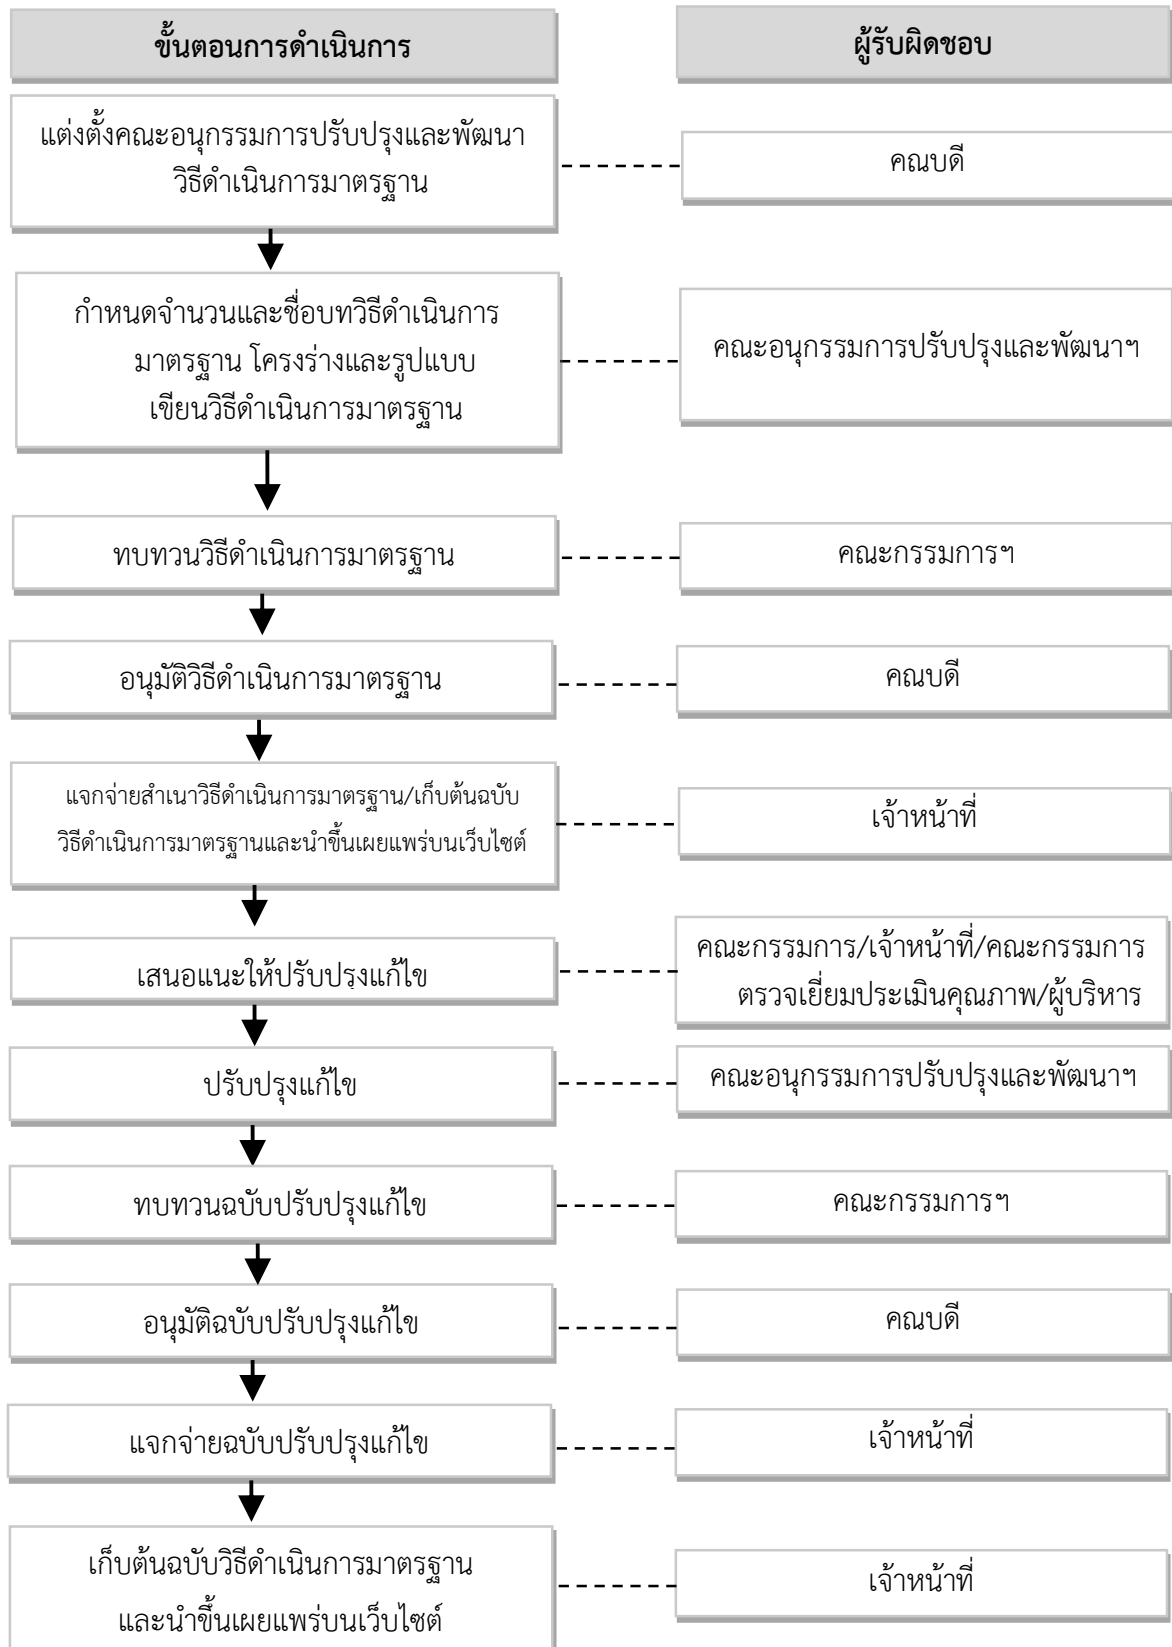 ขั้นตอนการดำเนินการ
ผู้รับผิดชอบ
แต่งตั้งคณะอนุกรรมการปรับปรุงและพัฒนา
วิธีดำเนินการมาตรฐาน
คณบดี
กำหนดจำนวนและชื่อบทวิธีดำเนินการ
มาตรฐาน โครงร่างและรูปแบบ
เขียนวิธีดำเนินการมาตรฐาน
คณะอนุกรรมการปรับปรุงและพัฒนาฯ
ทบทวนวิธีดำเนินการมาตรฐาน
คณะกรรมการฯ
อนุมัติวิธีดำเนินการมาตรฐาน
คณบดี
แจกจ่ายสำเนาวิธีดำเนินการมาตรฐาน/เก็บต้นฉบับ
วิธีดำเนินการมาตรฐานและนำขึ้นเผยแพร่บนเว็บไซต์
เจ้าหน้าที่
เสนอแนะให้ปรับปรุงแก้ไข
คณะกรรมการ/เจ้าหน้าที่/คณะกรรมการ
ตรวจเยี่ยมประเมินคุณภาพ/ผู้บริหาร
ปรับปรุงแก้ไข
คณะอนุกรรมการปรับปรุงและพัฒนาฯ
ทบทวนฉบับปรับปรุงแก้ไข
คณะกรรมการฯ
อนุมัติฉบับปรับปรุงแก้ไข
คณบดี
แจกจ่ายฉบับปรับปรุงแก้ไข
เจ้าหน้าที่
เก็บต้นฉบับวิธีดำเนินการมาตรฐาน
และนำขึ้นเผยแพร่บนเว็บไซต์
เจ้าหน้าที่